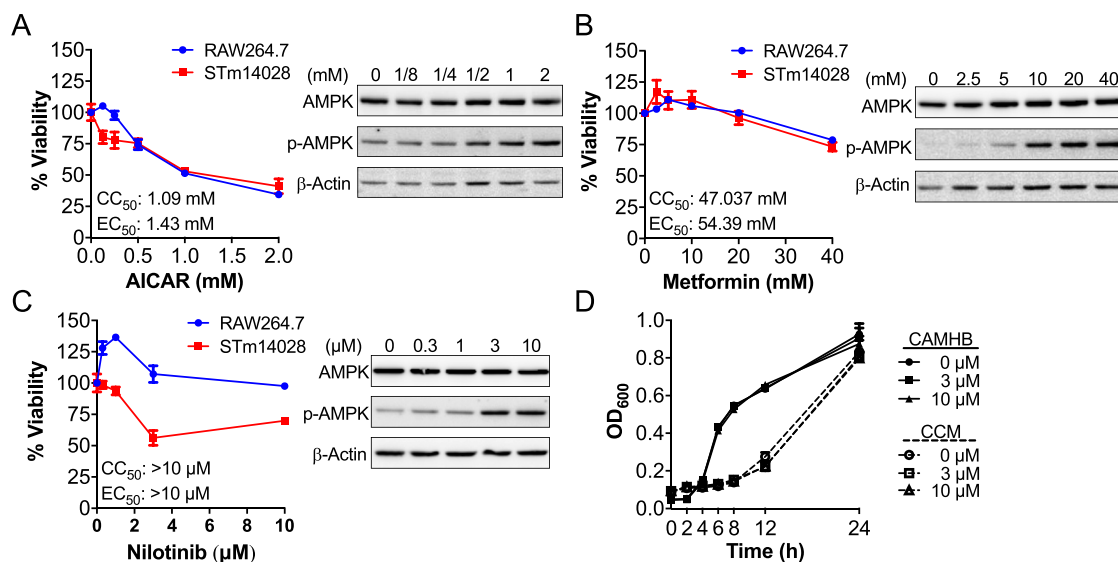 A
150
125
100
75
50
25
0
% Viability
RAW264.7
STm14028
CC50: 1.09 mM
EC50: 1.43 mM
0.0 0.5 1.0 1.5 2.0
AICAR (mM)
(mM) 0 1/8 1/4 1/2 1 2
AMPK
p-AMPK
β-Actin
B
150
125
100
75
50
25
0
% Viability
RAW264.7
STm14028
CC50: 47.037 mM
EC50: 54.39 mM
0 10 20 30 40
Metformin (mM)
(mM) 0 2.5 5 10 20 40
AMPK
p-AMPK
β-Actin
C
150
125
100
75
50
25
0
% Viability
RAW264.7
STm14028
CC50: >10 µM
EC50: >10 µM
0 2 4 6 8 10
Nilotinib (µM)
(µM) 0 0.3 1 3 10
AMPK
p-AMPK
β-Actin
D
1.0
0.8
0.6
0.4
0.2
0.0
OD600
0 2 4 6 8 12 24
Time (h)
CAMHB
0 µM
3 µM
10 µM
CCM
0 µM
3 µM
10 µM